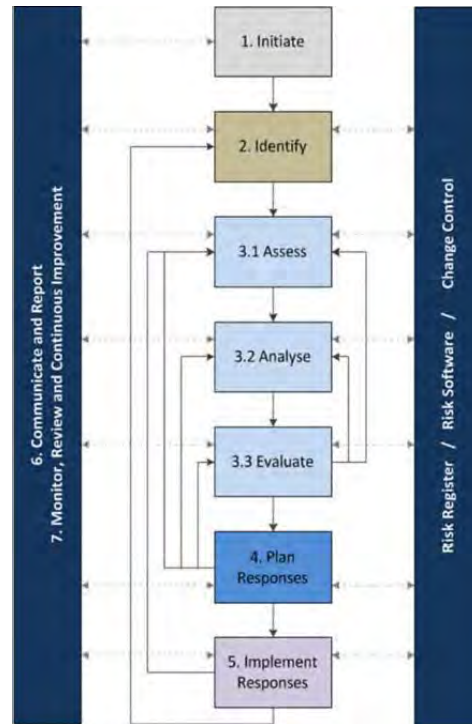 6. Communicate and Report
7. Monitor, Review and Continuous Improvement
1. Initiate
2. Identify
3.1 Assess
3.2 Analyse
3.3 Evaluate
4. Plan
Responses
5. Implement
Responses
Risk Register / Risk Software / Change Control